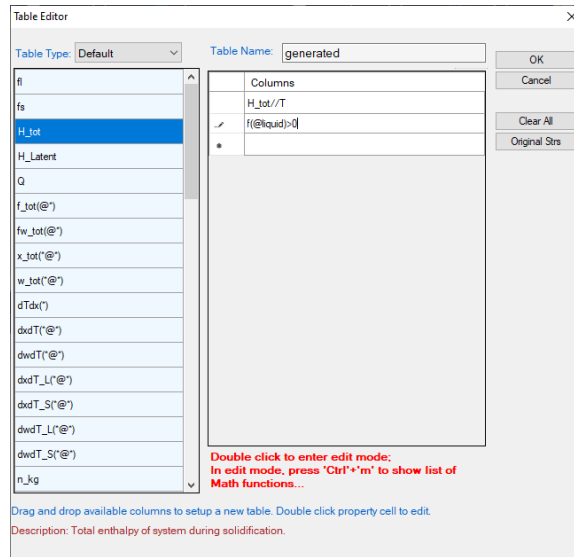 Table Editor
Table Type: Default
Table Name: generated
OK
Cancel
Clear All
Original Strs
fl
fs
H_tot
H_Latent
Q
f_tot(@*)
fw_tot(@*)
x_tot(*@*)
w_tot(*@*)
dTdx(*)
dxdT(*@*)
dwdT(*@*)
dxdT_L(*@*)
dxdT_S(*@*)
dwdT_L(*@*)
dwdT_S(*@*)
n_kg
Columns
H_tot//T
f(@liquid)>0
*
Double click to enter edit mode;
In edit mode, press 'Ctrl'+'m' to show list of
Math functions...
Drag and drop available columns to setup a new table. Double click property cell to edit.
Description: Total enthalpy of system during solidification.